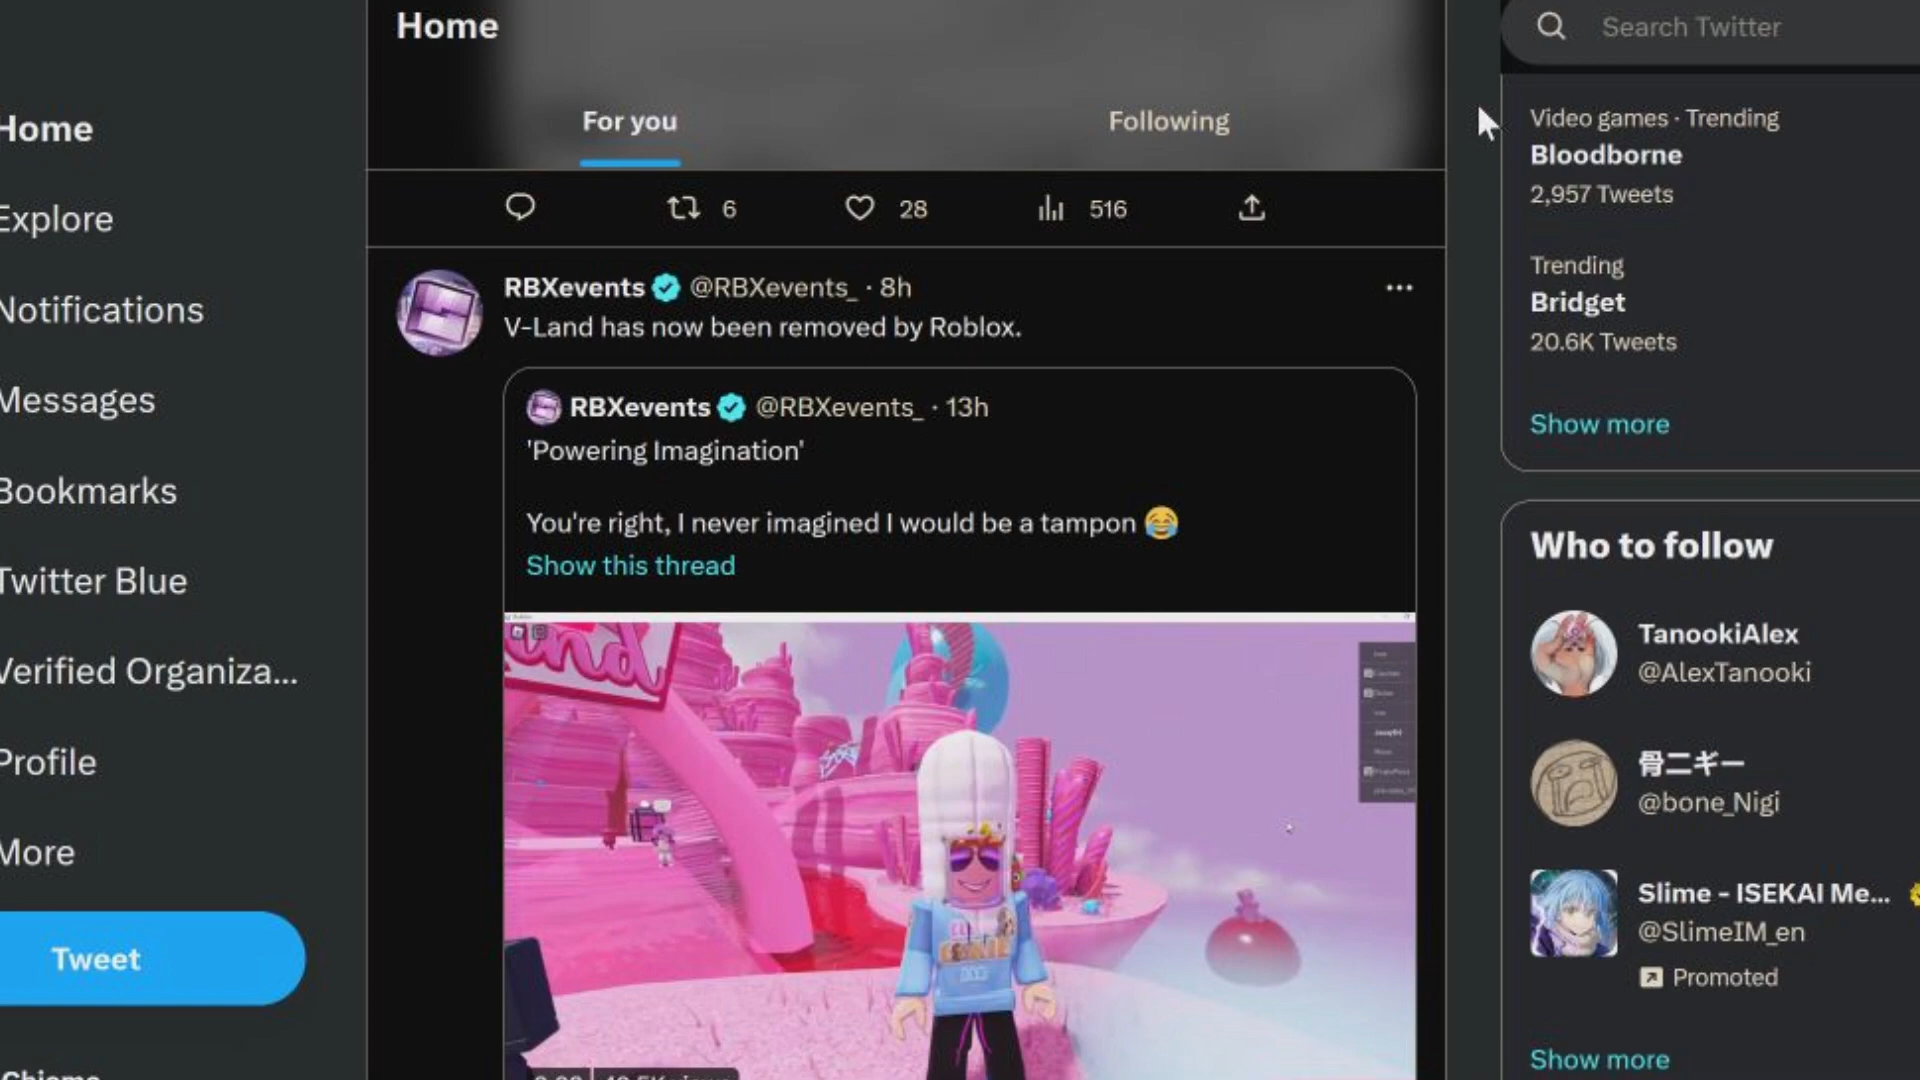 Home
Search Twitter
For you
Following
Home
Explore
Notifications
Messages
Bookmarks
Twitter Blue
Verified Organiza...
Profile
More
Tweet
6
28
516
RBXevents @RBXevents_ · 8h
V-Land has now been removed by Roblox.
RBXevents @RBXevents_ · 13h
'Powering Imagination'
You're right, I never imagined I would be a tampon 😂
Show this thread
Video games · Trending
Bloodborne
2,957 Tweets
Trending
Bridget
20.6K Tweets
Show more
Who to follow
TanookiAlex
@AlexTanooki
骨二ギー
@bone_Nigi
Slime - ISEKAI Me...
@SlimeIM_en
Promoted
Show more